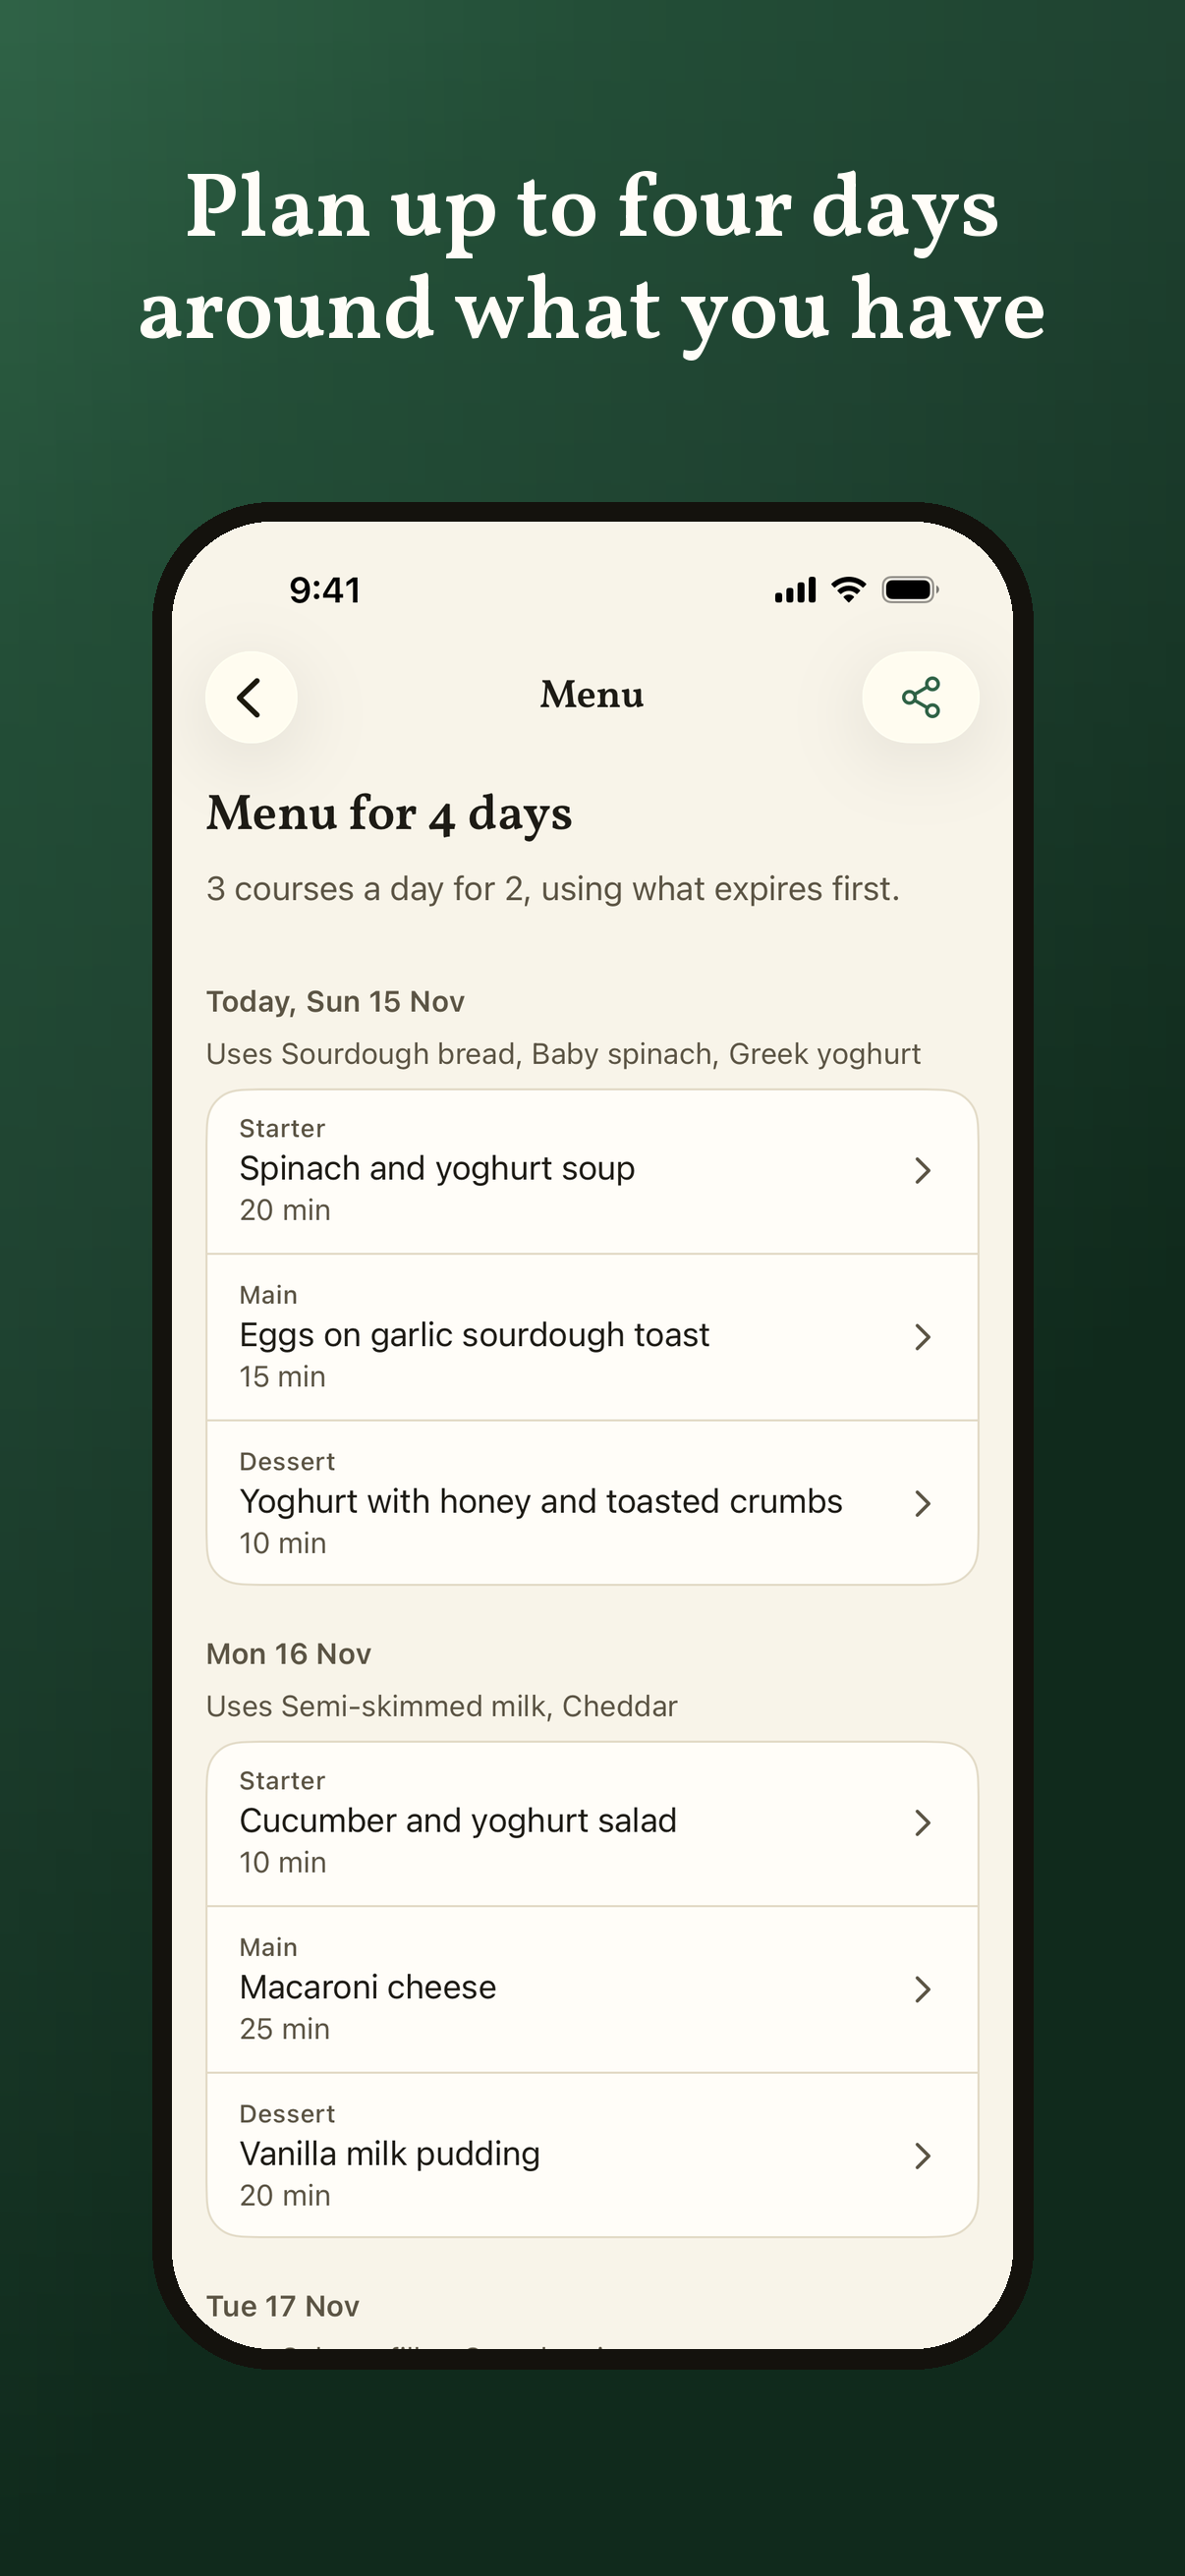 Plan up to four days
around what you have
9:41
Menu
Menu for 4 days
3 courses a day for 2, using what expires first.
Today, Sun 15 Nov
Uses Sourdough bread, Baby spinach, Greek yoghurt
Starter
Spinach and yoghurt soup
20 min
Main
Eggs on garlic sourdough toast
15 min
Dessert
Yoghurt with honey and toasted crumbs
10 min
Mon 16 Nov
Uses Semi-skimmed milk, Cheddar
Starter
Cucumber and yoghurt salad
10 min
Main
Macaroni cheese
25 min
Dessert
Vanilla milk pudding
20 min
Tue 17 Nov